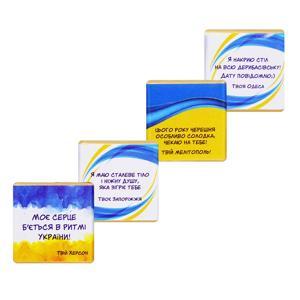 Я НАКРИЮ СТІЛ
НА ВСЮ ДЕРИБАСІВСЬКУ!
ДАТУ ПОВІДОМЛЮ:)
ТВОЯ ОДЕСА
ЦЬОГО РОКУ ЧЕРЕШНЯ
ОСОБЛИВО СОЛОДКА,
ЧЕКАЮ НА ТЕБЕ!
ТВІЙ МЕЛІТОПОЛЬ!
Я МАЮ СТАЛЕВЕ ТІЛО
І НІЖНУ ДУШУ,
ЯКА ЗІГРІЄ ТЕБЕ
ТВОЄ ЗАПОРІЖЖЯ
МОЄ СЕРЦЕ
Б'ЄТЬСЯ В РИТМІ
УКРАЇНИ!
ТВІЙ ХЕРСОН